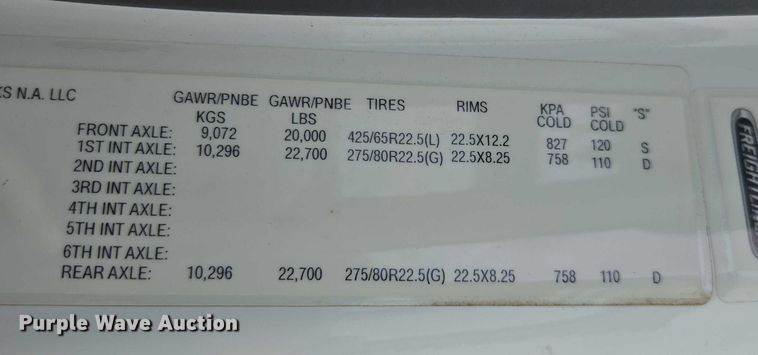 KS N.A. LLC
GAWR/PNBE GAWR/PNBE TIRES RIMS KPA PSI "S"
KGS LBS COLD COLD
FRONT AXLE: 9,072 20,000 425/65R22.5(L) 22.5X12.2 827 120 S
1ST INT AXLE: 10,296 22,700 275/80R22.5(G) 22.5X8.25 758 110 D
2ND INT AXLE:
3RD INT AXLE:
4TH INT AXLE:
5TH INT AXLE:
6TH INT AXLE:
REAR AXLE: 10,296 22,700 275/80R22.5(G) 22.5X8.25 758 110 D
Purple Wave Auction